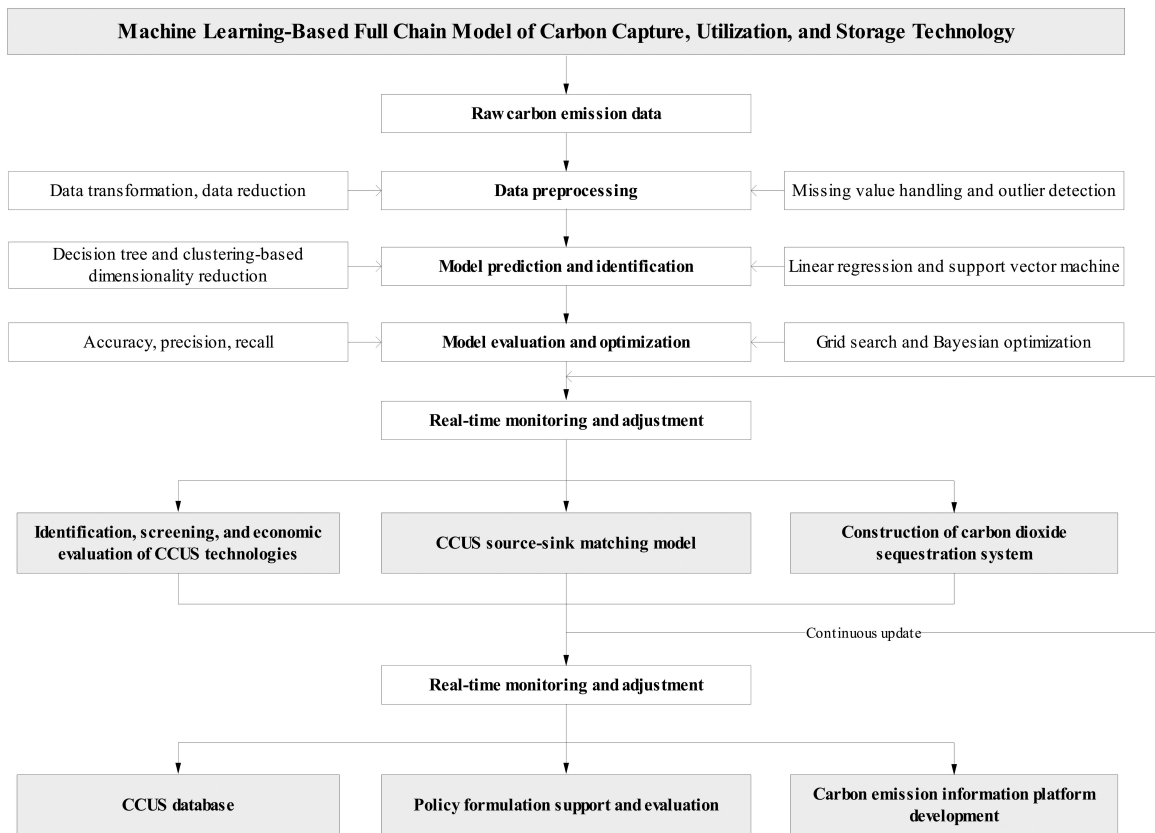 Machine Learning-Based Full Chain Model of Carbon Capture, Utilization, and Storage Technology
Raw carbon emission data
Data transformation, data reduction
Data preprocessing
Missing value handling and outlier detection
Decision tree and clustering-based
dimensionality reduction
Model prediction and identification
Linear regression and support vector machine
Accuracy, precision, recall
Model evaluation and optimization
Grid search and Bayesian optimization
Real-time monitoring and adjustment
Identification, screening, and economic
evaluation of CCUS technologies
CCUS source-sink matching model
Construction of carbon dioxide
sequestration system
Continuous update
Real-time monitoring and adjustment
CCUS database
Policy formulation support and evaluation
Carbon emission information platform
development